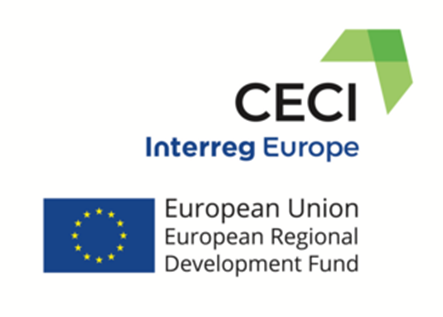 CECI
Interreg Europe
European Union
European Regional
Development Fund